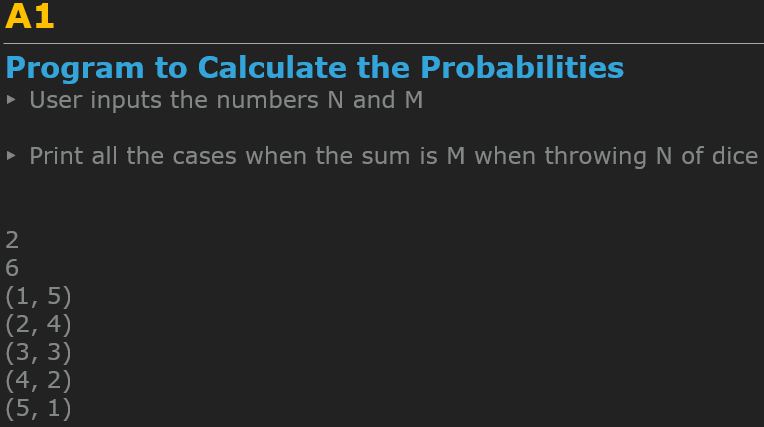 A1
Program to Calculate the Probabilities
▸ User inputs the numbers N and M
▸ Print all the cases when the sum is M when throwing N of dice
2
6
(1, 5)
(2, 4)
(3, 3)
(4, 2)
(5, 1)